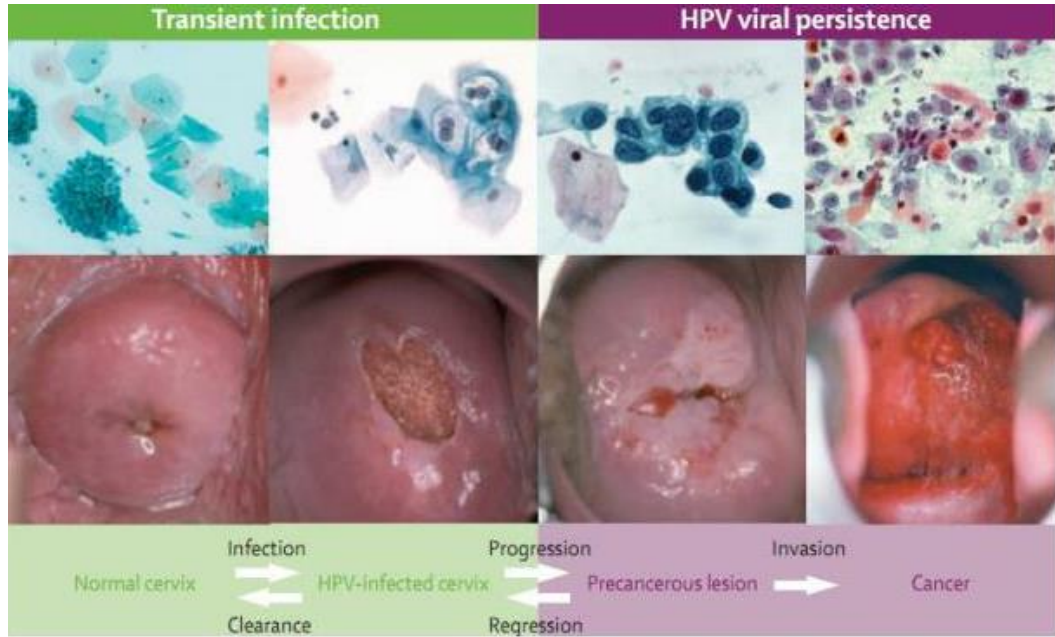 Transient infection
HPV viral persistence
Infection
Progression
Invasion
Normal cervix
HPV-infected cervix
Precancerous lesion
Cancer
Clearance
Regression